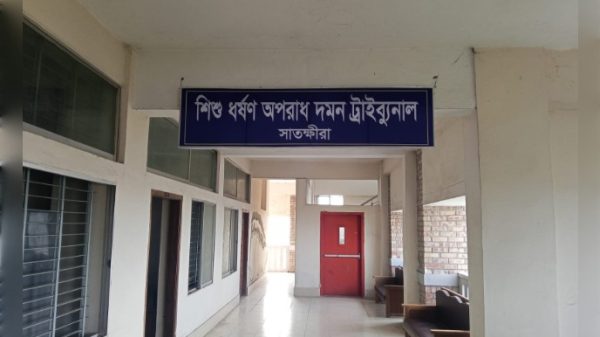 শিশু ধর্ষণ অপরাধ দমন ট্রাইব্যুনাল
সাতক্ষীরা